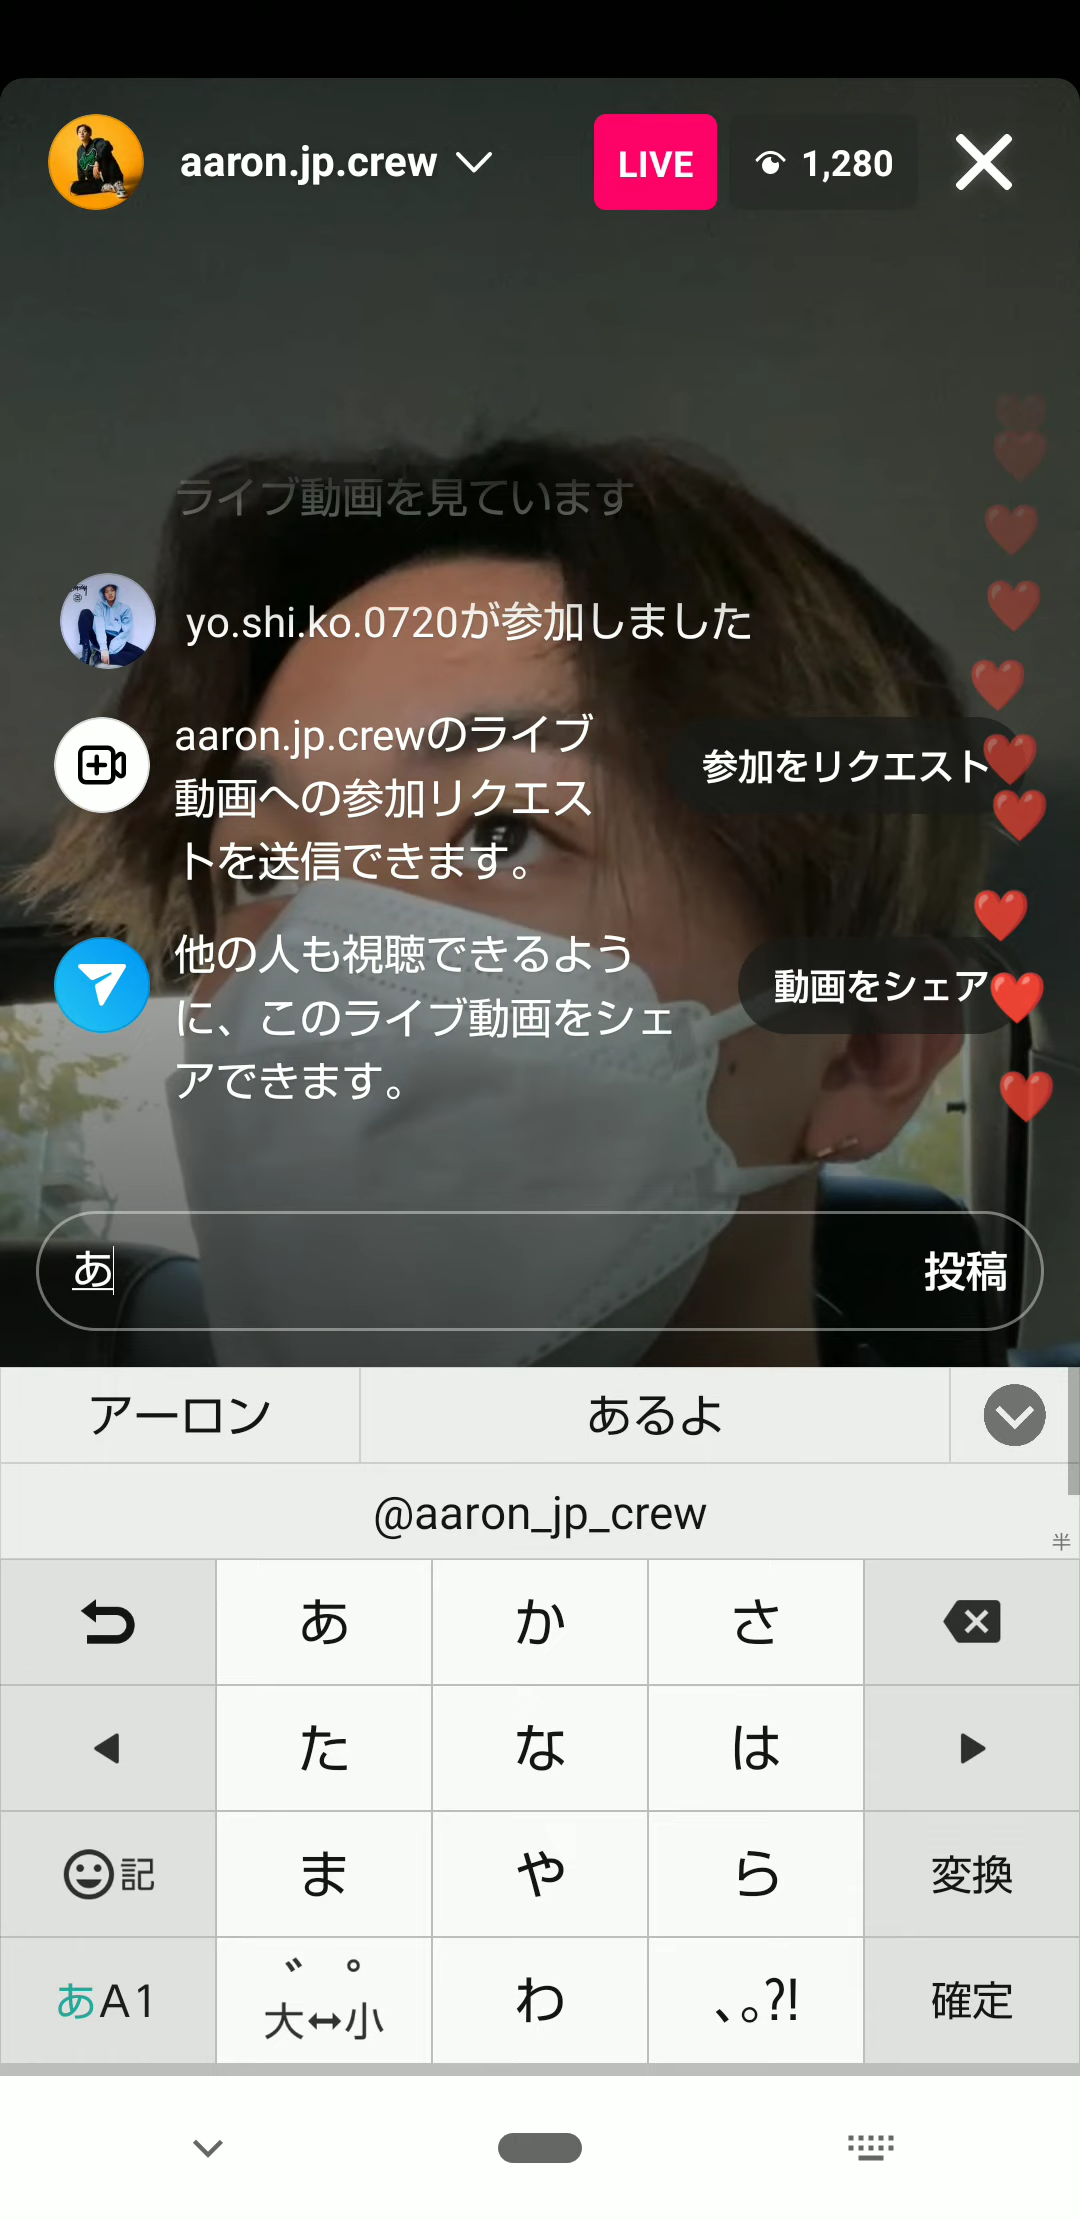 aaron.jp.crew
LIVE
1,280
ライブ動画を見ています
yo.shi.ko.0720が参加しました
aaron.jp.crewのライブ
動画への参加リクエス
トを送信できます。
参加をリクエスト
他の人も視聴できるよう
に、このライブ動画をシェ
アできます。
動画をシェア
あ
投稿
アーロン
あるよ
@aaron_jp_crew
半
あ
か
さ
た
な
は
記
ま
や
ら
変換
あA1
゛゜
大↔小
わ
、。?!
確定